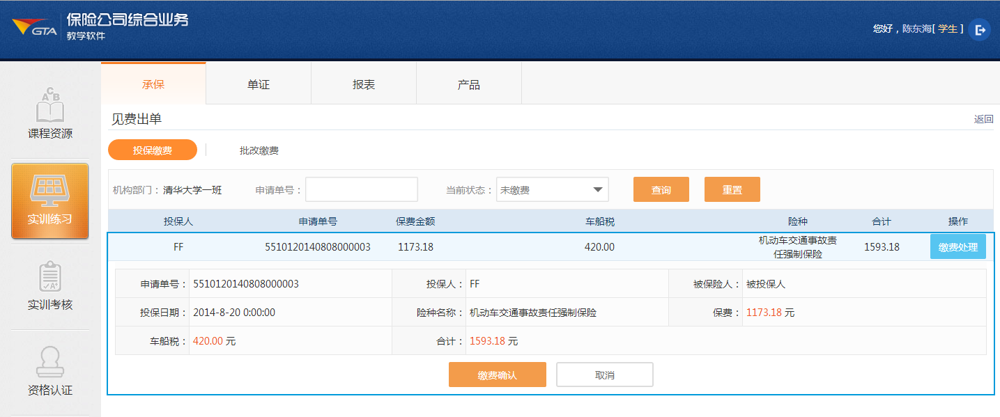 GTA
保险公司综合业务
教学软件
您好，陈东海[ 学生 ]
课程资源
实训练习
实训考核
资格认证
承保
单证
报表
产品
见费出单
返回
投保缴费
批改缴费
机构部门： 清华大学一班
申请单号：
当前状态： 未缴费
查询
重置
投保人 申请单号 保费金额 车船税 险种 合计 操作
FF 5510120140808000003 1173.18 420.00 机动车交通事故责
任强制保险 1593.18 缴费处理
申请单号： 5510120140808000003 投保人： FF 被保险人： 被投保人
投保日期： 2014-8-20 0:00:00 险种名称： 机动车交通事故责任强制保险 保费： 1173.18 元
车船税： 420.00 元 合计： 1593.18 元
缴费确认
取消